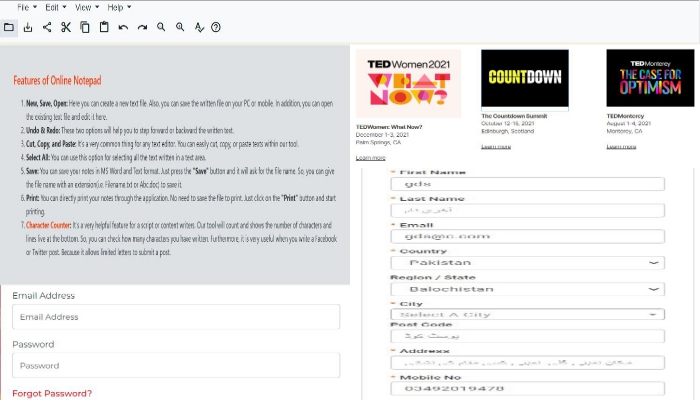 File Edit View Help
Features of Online Notepad
1. New, Save, Open: Here you can create a new text file. Also, you can save the written file on your PC or mobile. In addition, you can open
the existing text file and edit it here.
2. Undo & Redo: These two options will help you to step forward or backward the written text.
3. Cut, Copy, and Paste: It's a very common thing for any text editor. You can easily cut, copy, or paste texts within our tool.
4. Select All: You can use this option for selecting all the text written in a text area.
5. Save: You can save your notes in MS Word and Text format. Just press the "Save" button and it will ask for the file name. So, you can give
the file name with an extension(i.e. Filename.txt or Abc.doc) to save it.
6. Print: You can directly print your notes through the application. No need to save the file to print. Just click on the "Print" button and start
printing.
7. Character Counter: It's a very helpful feature for a script or content writers. Our tool will count and shows the number of characters and
lines live at the bottom. So, you can check how many characters you have written. Furthermore, it is very useful when you write a Facebook
or Twitter post. Because it allows limited letters to submit a post.
Email Address
Email Address
Password
Password
Forgot Password?
TEDWomen 2021
WHAT
NOW?
TEDWomen: What Now?
December 1-3, 2021
Palm Springs, CA
Learn more
COUNTDOWN
The Countdown Summit
October 12-15, 2021
Edinburgh, Scotland
Learn more
TEDMonterey
THE CASE FOR
OPTIMISM
TEDMonterey
August 1-4, 2021
Monterey, CA
Learn more
* First Name
gds
* Last Name
* Email
gds@c.com
* Country
Pakistan
Region / State
Balochistan
* City
Select A City
Post Code
پوسٹ کوڈ
* Address
* Mobile No
03492019478